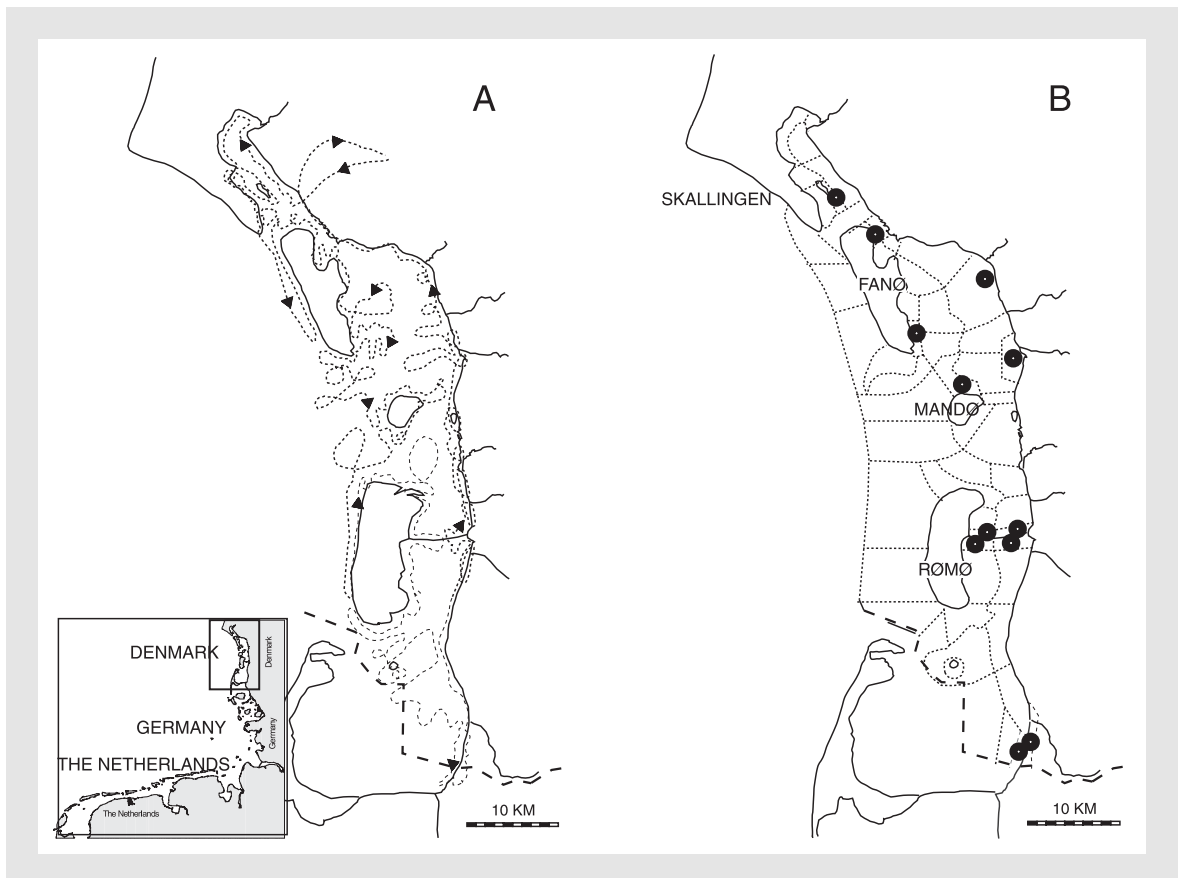 A
B
SKALLINGEN
FANØ
MANDØ
RØMØ
DENMARK
Denmark
GERMANY
Germany
THE NETHERLANDS
The Netherlands
10 KM
10 KM